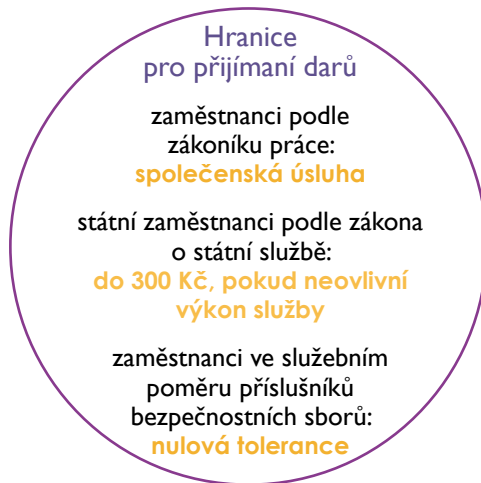 Hranice
pro přijímaní darů
zaměstnanci podle
zákoníku práce:
společenská úsluha
státní zaměstnanci podle zákona
o státní službě:
do 300 Kč, pokud neovlivní
výkon služby
zaměstnanci ve služebním
poměru příslušníků
bezpečnostních sborů:
nulová tolerance